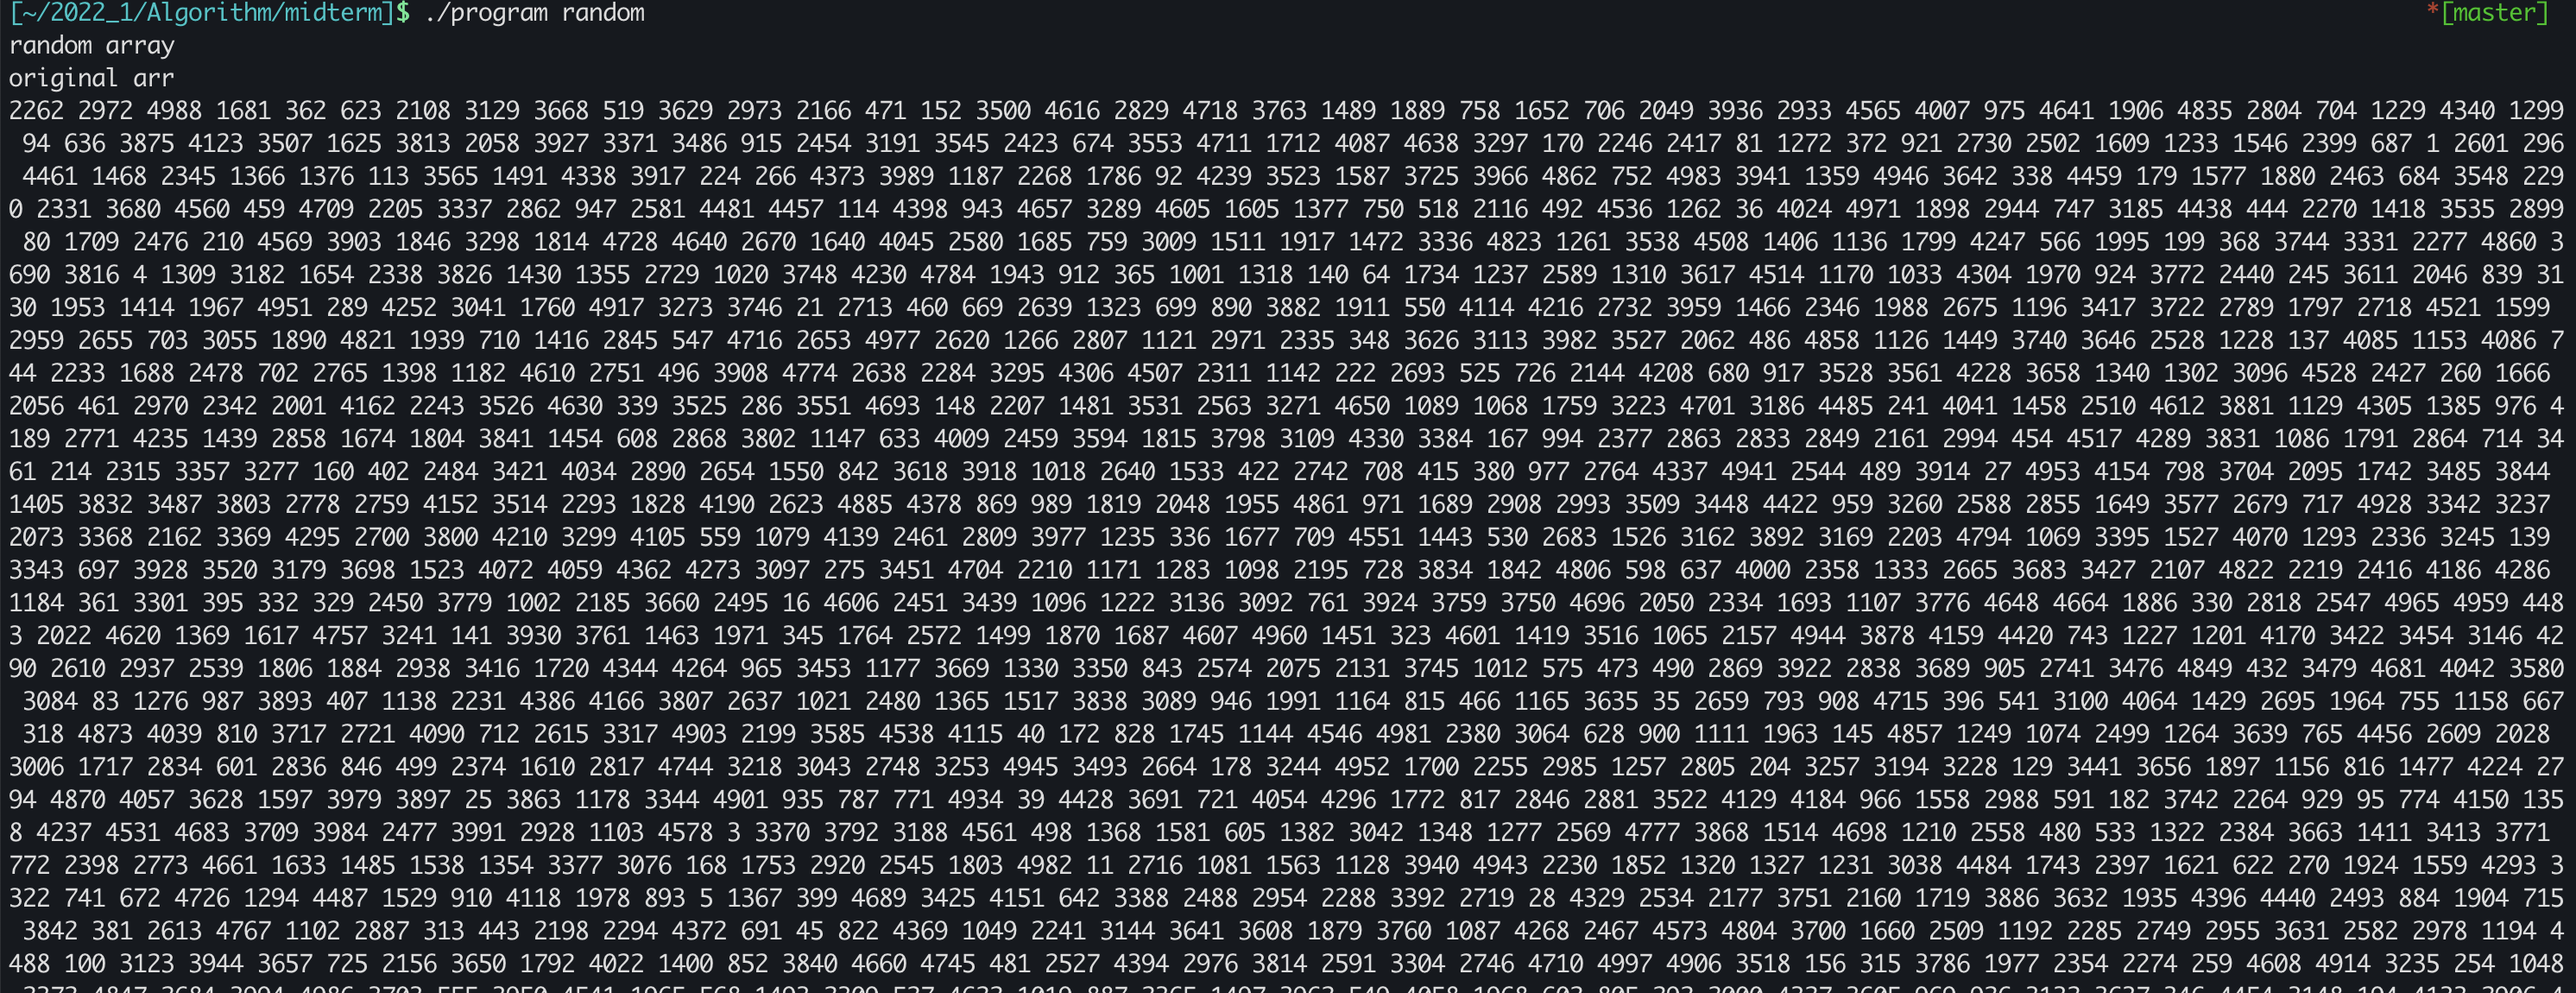 [~/2022_1/Algorithm/midterm]$ ./program random *[master]
random array
original arr
2262 2972 4988 1681 362 623 2108 3129 3668 519 3629 2973 2166 471 152 3500 4616 2829 4718 3763 1489 1889 758 1652 706 2049 3936 2933 4565 4007 975 4641 1906 4835 2804 704 1229 4340 1299
94 636 3875 4123 3507 1625 3813 2058 3927 3371 3486 915 2454 3191 3545 2423 674 3553 4711 1712 4087 4638 3297 170 2246 2417 81 1272 372 921 2730 2502 1609 1233 1546 2399 687 1 2601 296
4461 1468 2345 1366 1376 113 3565 1491 4338 3917 224 266 4373 3989 1187 2268 1786 92 4239 3523 1587 3725 3966 4862 752 4983 3941 1359 4946 3642 338 4459 179 1577 1880 2463 684 3548 229
0 2331 3680 4560 459 4709 2205 3337 2862 947 2581 4481 4457 114 4398 943 4657 3289 4605 1605 1377 750 518 2116 492 4536 1262 36 4024 4971 1898 2944 747 3185 4438 444 2270 1418 3535 2899
80 1709 2476 210 4569 3903 1846 3298 1814 4728 4640 2670 1640 4045 2580 1685 759 3009 1511 1917 1472 3336 4823 1261 3538 4508 1406 1136 1799 4247 566 1995 199 368 3744 3331 2277 4860 3
690 3816 4 1309 3182 1654 2338 3826 1430 1355 2729 1020 3748 4230 4784 1943 912 365 1001 1318 140 64 1734 1237 2589 1310 3617 4514 1170 1033 4304 1970 924 3772 2440 245 3611 2046 839 31
30 1953 1414 1967 4951 289 4252 3041 1760 4917 3273 3746 21 2713 460 669 2639 1323 699 890 3882 1911 550 4114 4216 2732 3959 1466 2346 1988 2675 1196 3417 3722 2789 1797 2718 4521 1599
2959 2655 703 3055 1890 4821 1939 710 1416 2845 547 4716 2653 4977 2620 1266 2807 1121 2971 2335 348 3626 3113 3982 3527 2062 486 4858 1126 1449 3740 3646 2528 1228 137 4085 1153 4086 7
44 2233 1688 2478 702 2765 1398 1182 4610 2751 496 3908 4774 2638 2284 3295 4306 4507 2311 1142 222 2693 525 726 2144 4208 680 917 3528 3561 4228 3658 1340 1302 3096 4528 2427 260 1666
2056 461 2970 2342 2001 4162 2243 3526 4630 339 3525 286 3551 4693 148 2207 1481 3531 2563 3271 4650 1089 1068 1759 3223 4701 3186 4485 241 4041 1458 2510 4612 3881 1129 4305 1385 976 4
189 2771 4235 1439 2858 1674 1804 3841 1454 608 2868 3802 1147 633 4009 2459 3594 1815 3798 3109 4330 3384 167 994 2377 2863 2833 2849 2161 2994 454 4517 4289 3831 1086 1791 2864 714 34
61 214 2315 3357 3277 160 402 2484 3421 4034 2890 2654 1550 842 3618 3918 1018 2640 1533 422 2742 708 415 380 977 2764 4337 4941 2544 489 3914 27 4953 4154 798 3704 2095 1742 3485 3844
1405 3832 3487 3803 2778 2759 4152 3514 2293 1828 4190 2623 4885 4378 869 989 1819 2048 1955 4861 971 1689 2908 2993 3509 3448 4422 959 3260 2588 2855 1649 3577 2679 717 4928 3342 3237
2073 3368 2162 3369 4295 2700 3800 4210 3299 4105 559 1079 4139 2461 2809 3977 1235 336 1677 709 4551 1443 530 2683 1526 3162 3892 3169 2203 4794 1069 3395 1527 4070 1293 2336 3245 139
3343 697 3928 3520 3179 3698 1523 4072 4059 4362 4273 3097 275 3451 4704 2210 1171 1283 1098 2195 728 3834 1842 4806 598 637 4000 2358 1333 2665 3683 3427 2107 4822 2219 2416 4186 4286
1184 361 3301 395 332 329 2450 3779 1002 2185 3660 2495 16 4606 2451 3439 1096 1222 3136 3092 761 3924 3759 3750 4696 2050 2334 1693 1107 3776 4648 4664 1886 330 2818 2547 4965 4959 448
3 2022 4620 1369 1617 4757 3241 141 3930 3761 1463 1971 345 1764 2572 1499 1870 1687 4607 4960 1451 323 4601 1419 3516 1065 2157 4944 3878 4159 4420 743 1227 1201 4170 3422 3454 3146 42
90 2610 2937 2539 1806 1884 2938 3416 1720 4344 4264 965 3453 1177 3669 1330 3350 843 2574 2075 2131 3745 1012 575 473 490 2869 3922 2838 3689 905 2741 3476 4849 432 3479 4681 4042 3580
3084 83 1276 987 3893 407 1138 2231 4386 4166 3807 2637 1021 2480 1365 1517 3838 3089 946 1991 1164 815 466 1165 3635 35 2659 793 908 4715 396 541 3100 4064 1429 2695 1964 755 1158 667
318 4873 4039 810 3717 2721 4090 712 2615 3317 4903 2199 3585 4538 4115 40 172 828 1745 1144 4546 4981 2380 3064 628 900 1111 1963 145 4857 1249 1074 2499 1264 3639 765 4456 2609 2028
3006 1717 2834 601 2836 846 499 2374 1610 2817 4744 3218 3043 2748 3253 4945 3493 2664 178 3244 4952 1700 2255 2985 1257 2805 204 3257 3194 3228 129 3441 3656 1897 1156 816 1477 4224 27
94 4870 4057 3628 1597 3979 3897 25 3863 1178 3344 4901 935 787 771 4934 39 4428 3691 721 4054 4296 1772 817 2846 2881 3522 4129 4184 966 1558 2988 591 182 3742 2264 929 95 774 4150 135
8 4237 4531 4683 3709 3984 2477 3991 2928 1103 4578 3 3370 3792 3188 4561 498 1368 1581 605 1382 3042 1348 1277 2569 4777 3868 1514 4698 1210 2558 480 533 1322 2384 3663 1411 3413 3771
772 2398 2773 4661 1633 1485 1538 1354 3377 3076 168 1753 2920 2545 1803 4982 11 2716 1081 1563 1128 3940 4943 2230 1852 1320 1327 1231 3038 4484 1743 2397 1621 622 270 1924 1559 4293 3
322 741 672 4726 1294 4487 1529 910 4118 1978 893 5 1367 399 4689 3425 4151 642 3388 2488 2954 2288 3392 2719 28 4329 2534 2177 3751 2160 1719 3886 3632 1935 4396 4440 2493 884 1904 715
3842 381 2613 4767 1102 2887 313 443 2198 2294 4372 691 45 822 4369 1049 2241 3144 3641 3608 1879 3760 1087 4268 2467 4573 4804 3700 1660 2509 1192 2285 2749 2955 3631 2582 2978 1194 4
488 100 3123 3944 3657 725 2156 3650 1792 4022 1400 852 3840 4660 4745 481 2527 4394 2976 3814 2591 3304 2746 4710 4997 4906 3518 156 315 3786 1977 2354 2274 259 4608 4914 3235 254 1048